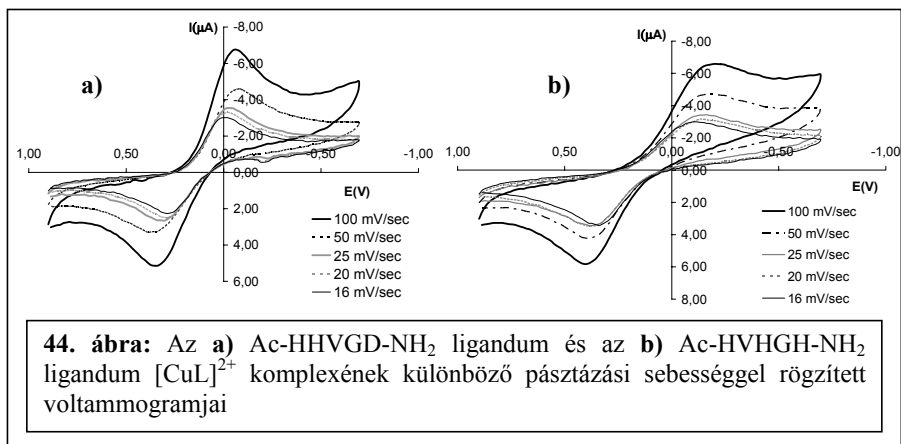 I(µA)
-8,00
a)
-6,00
-4,00
-2,00
1,00
0,50
0,00
-0,50
-1,00
0,00
E(V)
2,00
4,00
6,00
100 mV/sec
50 mV/sec
25 mV/sec
20 mV/sec
16 mV/sec
I(µA)
-8,00
b)
-6,00
-4,00
-2,00
1,00
0,50
0,00
-0,50
-1,00
0,00
E(V)
2,00
4,00
6,00
8,00
100 mV/sec
50 mV/sec
25 mV/sec
20 mV/sec
16 mV/sec
44. ábra: Az a) Ac-HHVGD-NH₂ ligandum és az b) Ac-HVHGH-NH₂
ligandum [CuL]²⁺ komplexének különböző pásztázási sebességgel rögzített
voltammogramjai